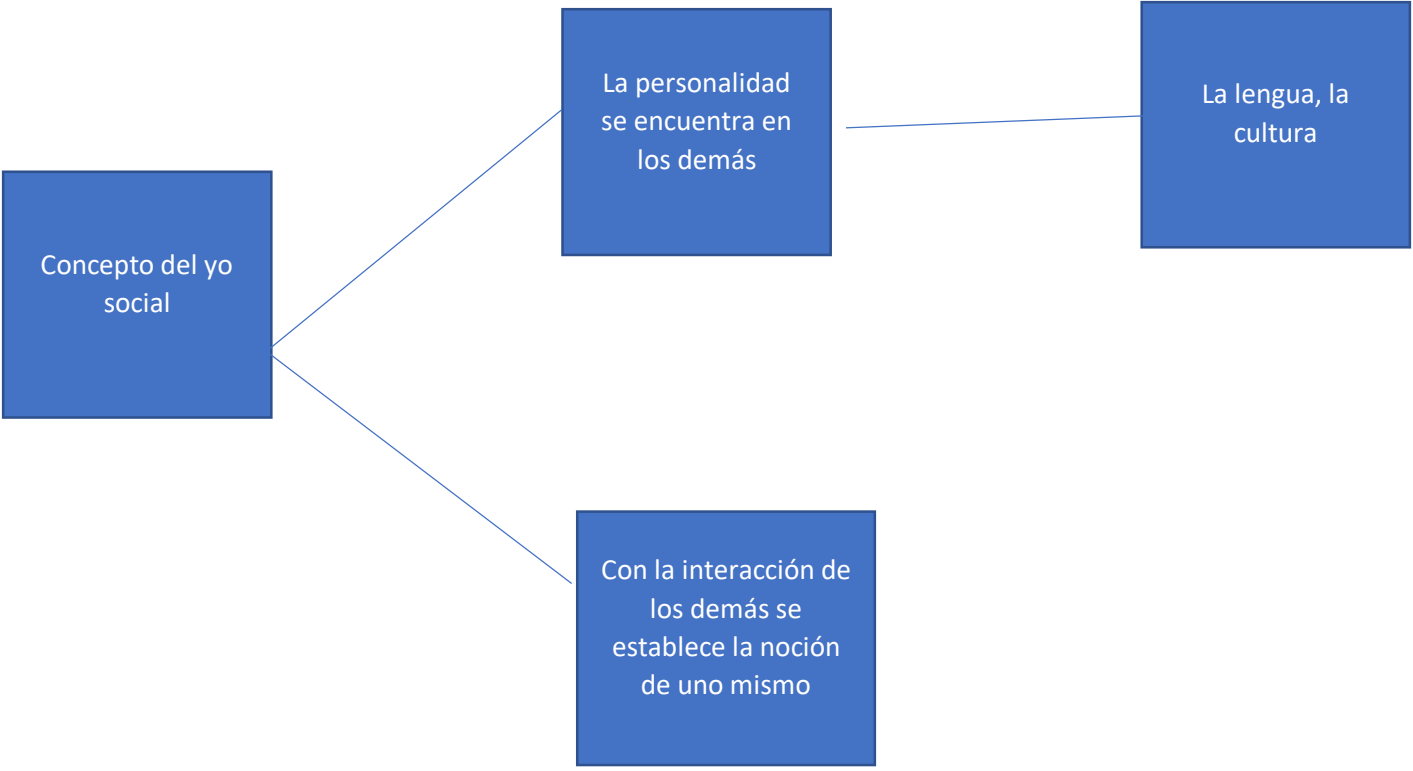 La personalidad
se encuentra en
los demás
La lengua, la
cultura
Concepto del yo
social
Con la interacción de
los demás se
establece la noción
de uno mismo